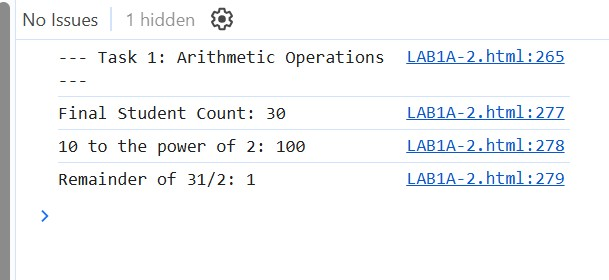 No Issues 1 hidden
--- Task 1: Arithmetic Operations LAB1A-2.html:265
---
Final Student Count: 30 LAB1A-2.html:277
10 to the power of 2: 100 LAB1A-2.html:278
Remainder of 31/2: 1 LAB1A-2.html:279